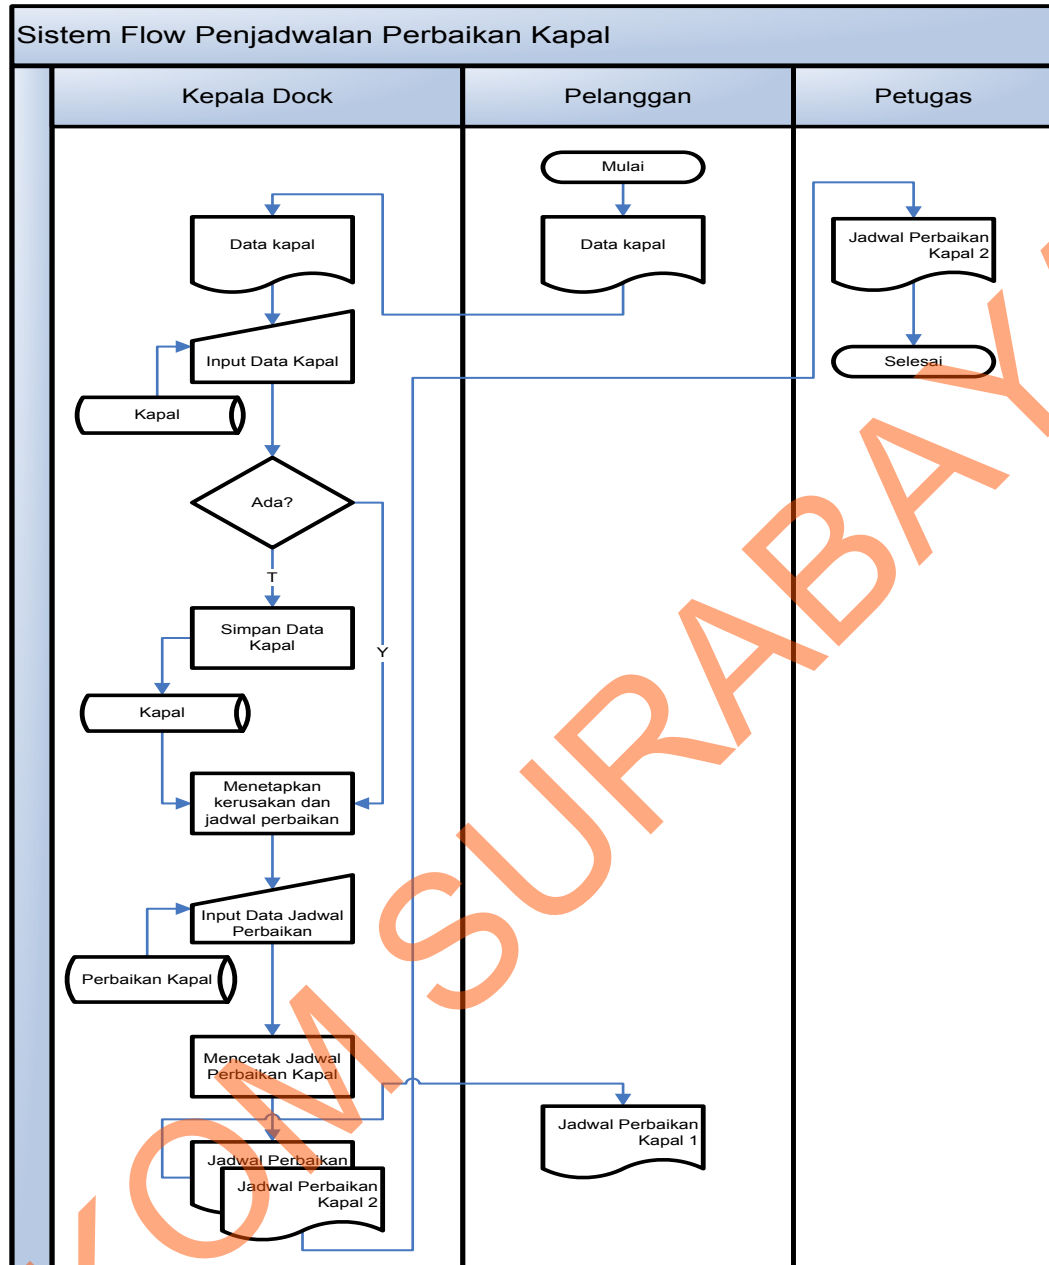 Sistem Flow Penjadwalan Perbaikan Kapal
Kepala Dock
Pelanggan
Petugas
Mulai
Data kapal
Data kapal
Jadwal Perbaikan
Kapal 2
Input Data Kapal
Selesai
Kapal
Ada?
T
Simpan Data
Kapal
Y
Kapal
Menetapkan
kerusakan dan
jadwal perbaikan
Input Data Jadwal
Perbaikan
Perbaikan Kapal
Mencetak Jadwal
Perbaikan Kapal
Jadwal Perbaikan
Kapal 1
Jadwal Perbaikan
Jadwal Perbaikan
Kapal 2
KOM SURABAYA